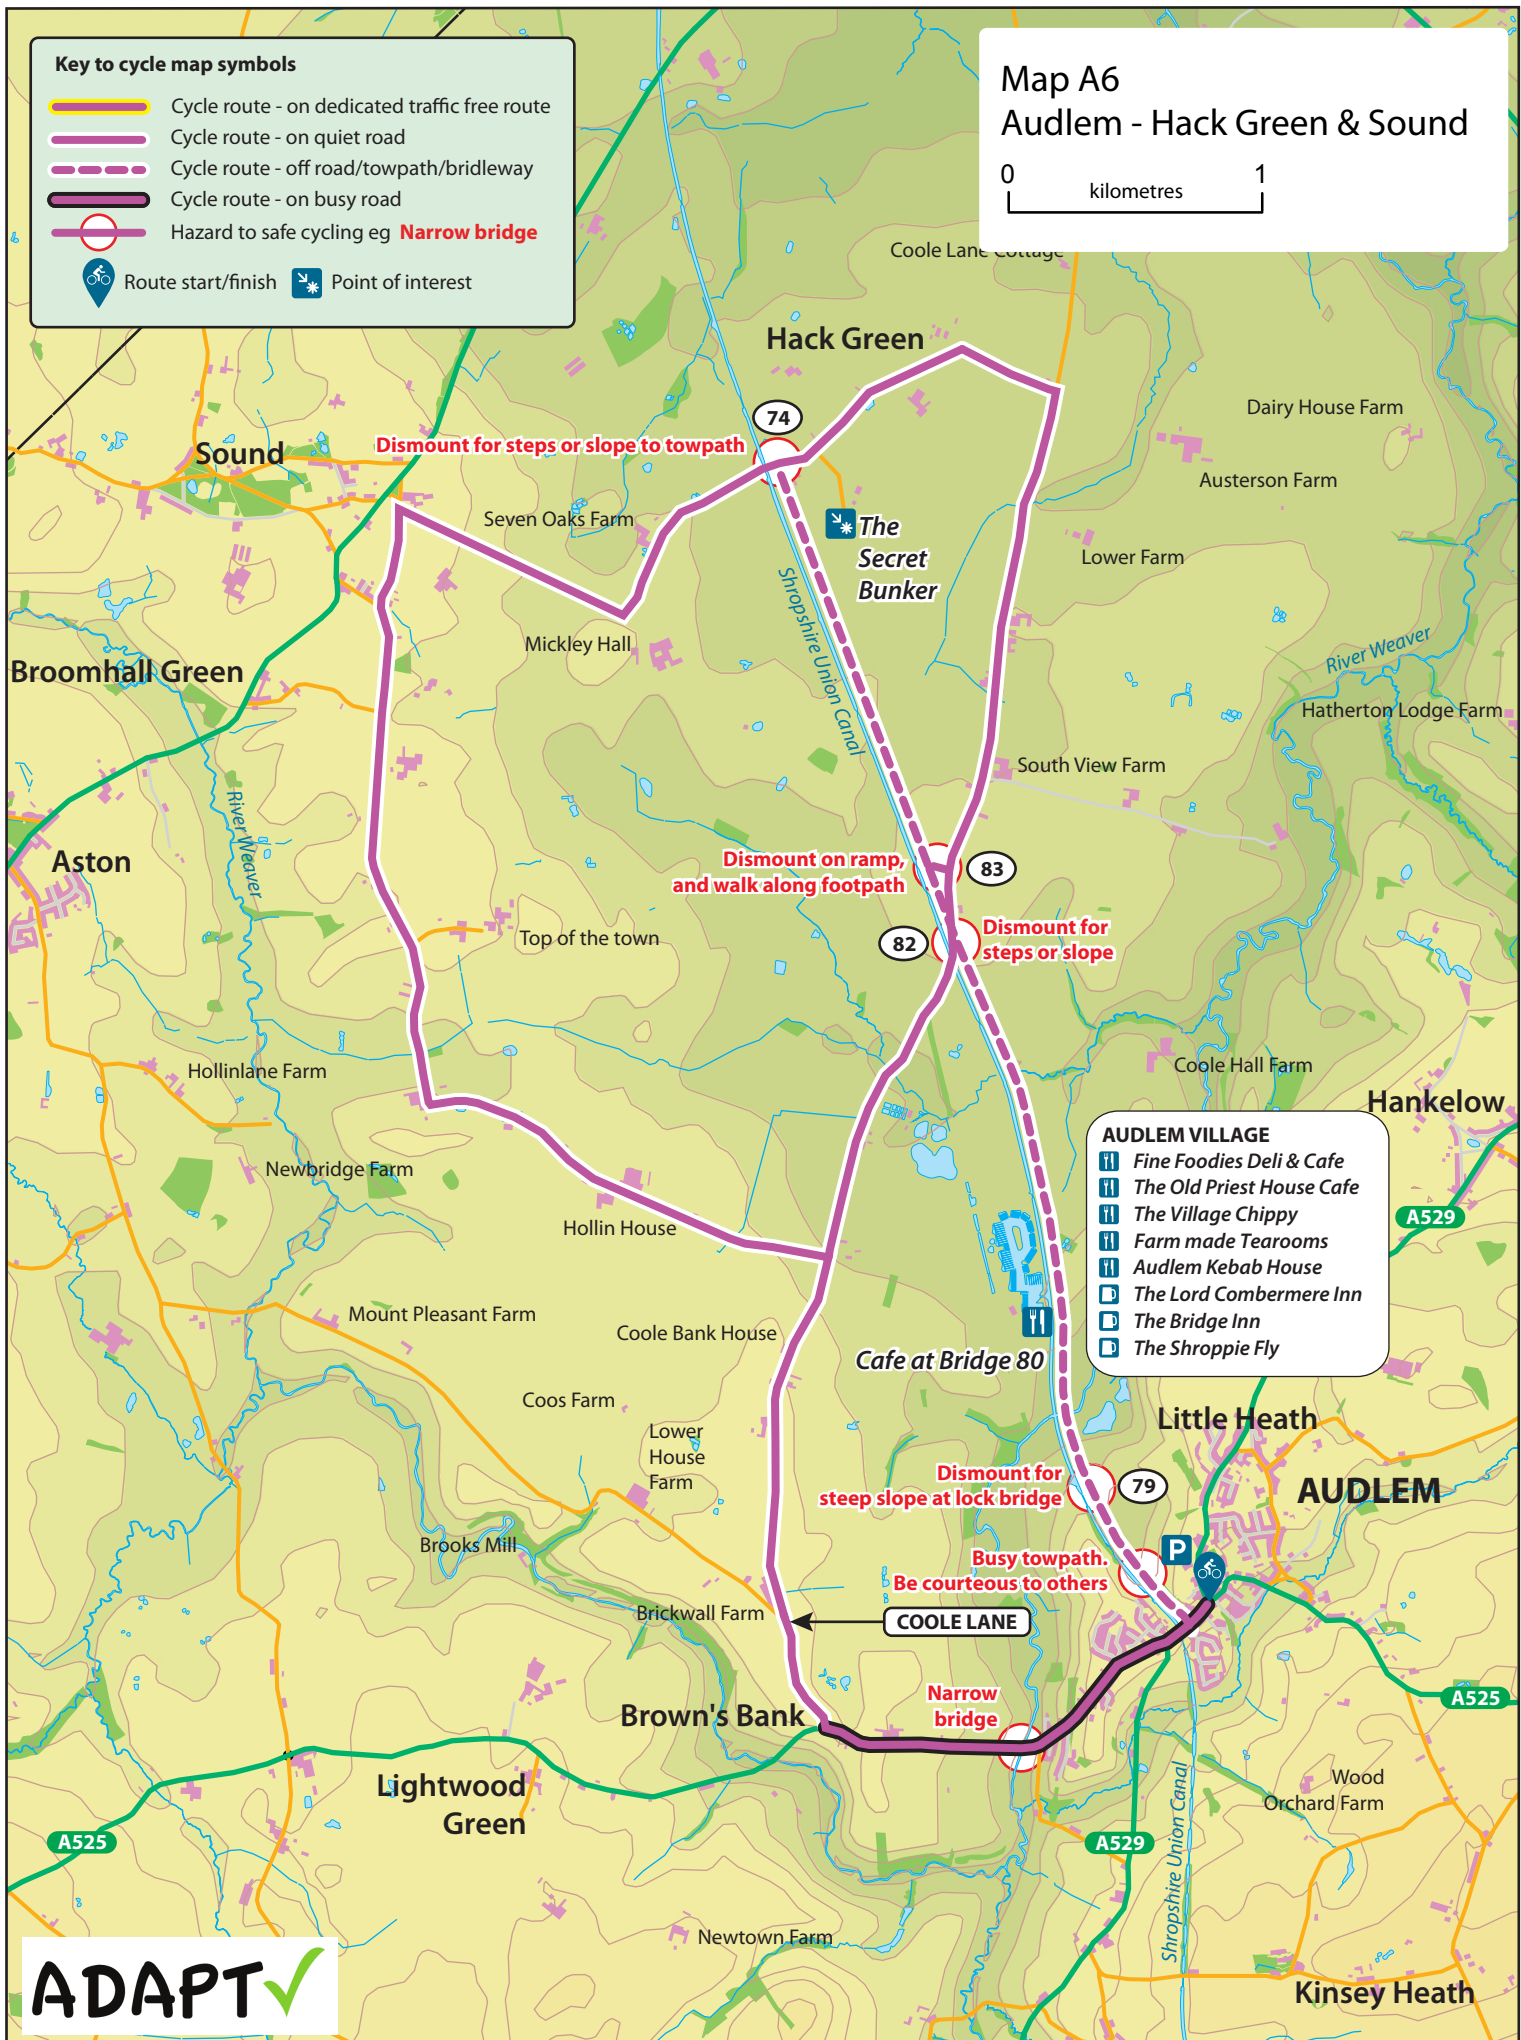 Key to cycle map symbols
Cycle route - on dedicated traffic free route
Cycle route - on quiet road
Cycle route - off road/towpath/bridleway
Cycle route - on busy road
Hazard to safe cycling eg Narrow bridge
Route start/finish
Point of interest
Map A6
Audlem - Hack Green & Sound
0 1
kilometres
Coole Lane Cottage
Hack Green
Dairy House Farm
74
Dismount for steps or slope to towpath
Sound
Austerson Farm
Seven Oaks Farm
The
Secret
Bunker
Lower Farm
Shropshire Union Canal
Mickley Hall
River Weaver
Broomhall Green
Hatherton Lodge Farm
South View Farm
River Weaver
Aston
Dismount on ramp,
and walk along footpath
83
Top of the town
82
Dismount for
steps or slope
Hollinlane Farm
Coole Hall Farm
Hankelow
AUDLEM VILLAGE
Fine Foodies Deli & Cafe
The Old Priest House Cafe
The Village Chippy
Farm made Tearooms
Audlem Kebab House
The Lord Combermere Inn
The Bridge Inn
The Shroppie Fly
A529
Newbridge Farm
Hollin House
Mount Pleasant Farm
Coole Bank House
Cafe at Bridge 80
Coos Farm
Lower
House
Farm
Little Heath
AUDLEM
Dismount for
steep slope at lock bridge
79
Brooks Mill
P
Busy towpath.
Be courteous to others
Brickwall Farm
COOLE LANE
Narrow
bridge
A525
Brown's Bank
Lightwood
Green
Wood
Orchard Farm
A525
A529
Shropshire Union Canal
Newtown Farm
Kinsey Heath
ADAPT